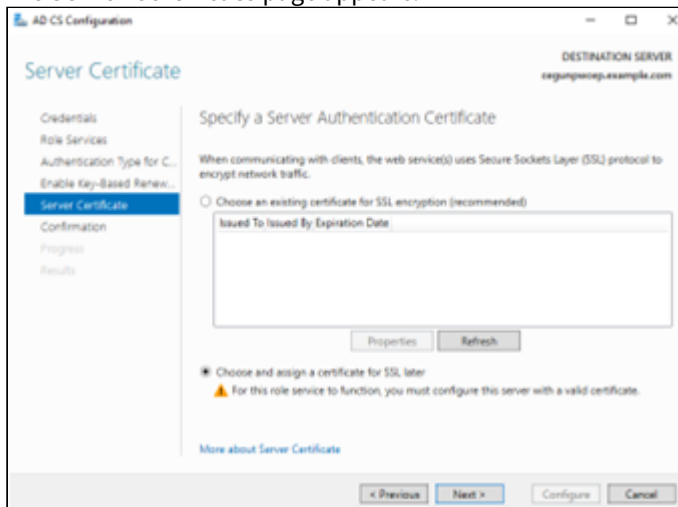 AD CS Configuration
Server Certificate
DESTINATION SERVER
cegunpwcep.example.com
Credentials
Role Services
Authentication Type for C...
Enable Key-Based Renew...
Server Certificate
Confirmation
Progress
Results
Specify a Server Authentication Certificate
When communicating with clients, the web service(s) uses Secure Sockets Layer (SSL) protocol to
encrypt network traffic.
Choose an existing certificate for SSL encryption (recommended)
Issued To Issued By Expiration Date
Properties Refresh
Choose and assign a certificate for SSL later
For this role service to function, you must configure this server with a valid certificate.
More about Server Certificate
< Previous Next > Configure Cancel